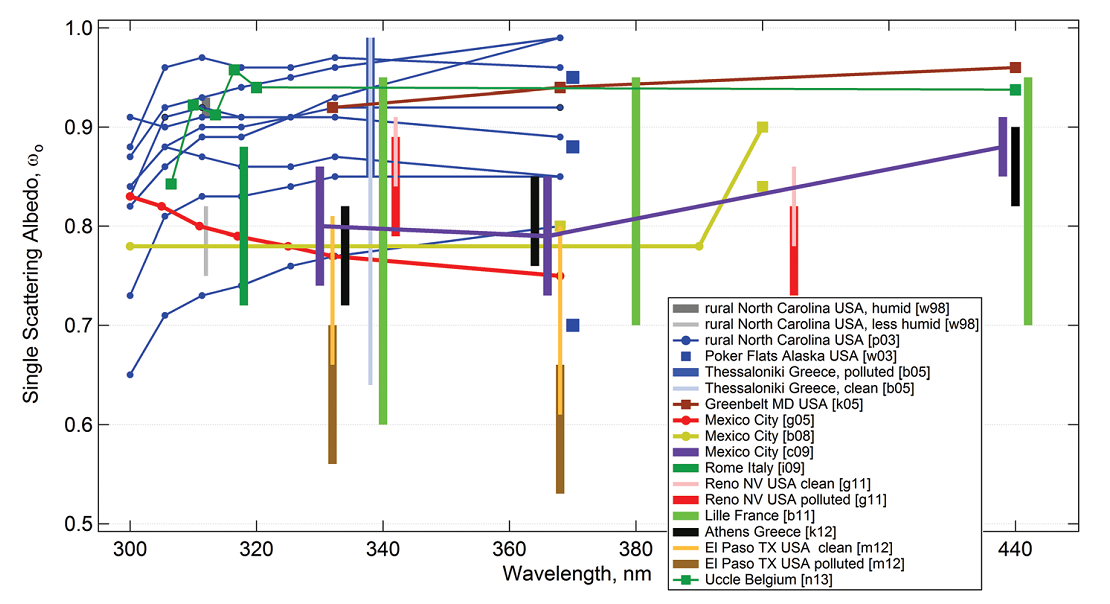 1.0
0.9
0.8
0.7
0.6
0.5
Single Scattering Albedo, ωo
300
320
340
360
380
440
Wavelength, nm
rural North Carolina USA, humid [w98]
rural North Carolina USA, less humid [w98]
rural North Carolina USA [p03]
Poker Flats Alaska USA [w03]
Thessaloniki Greece, polluted [b05]
Thessaloniki Greece, clean [b05]
Greenbelt MD USA [k05]
Mexico City [g05]
Mexico City [b08]
Mexico City [c09]
Rome Italy [i09]
Reno NV USA clean [g11]
Reno NV USA polluted [g11]
Lille France [b11]
Athens Greece [k12]
El Paso TX USA clean [m12]
El Paso TX USA polluted [m12]
Uccle Belgium [n13]